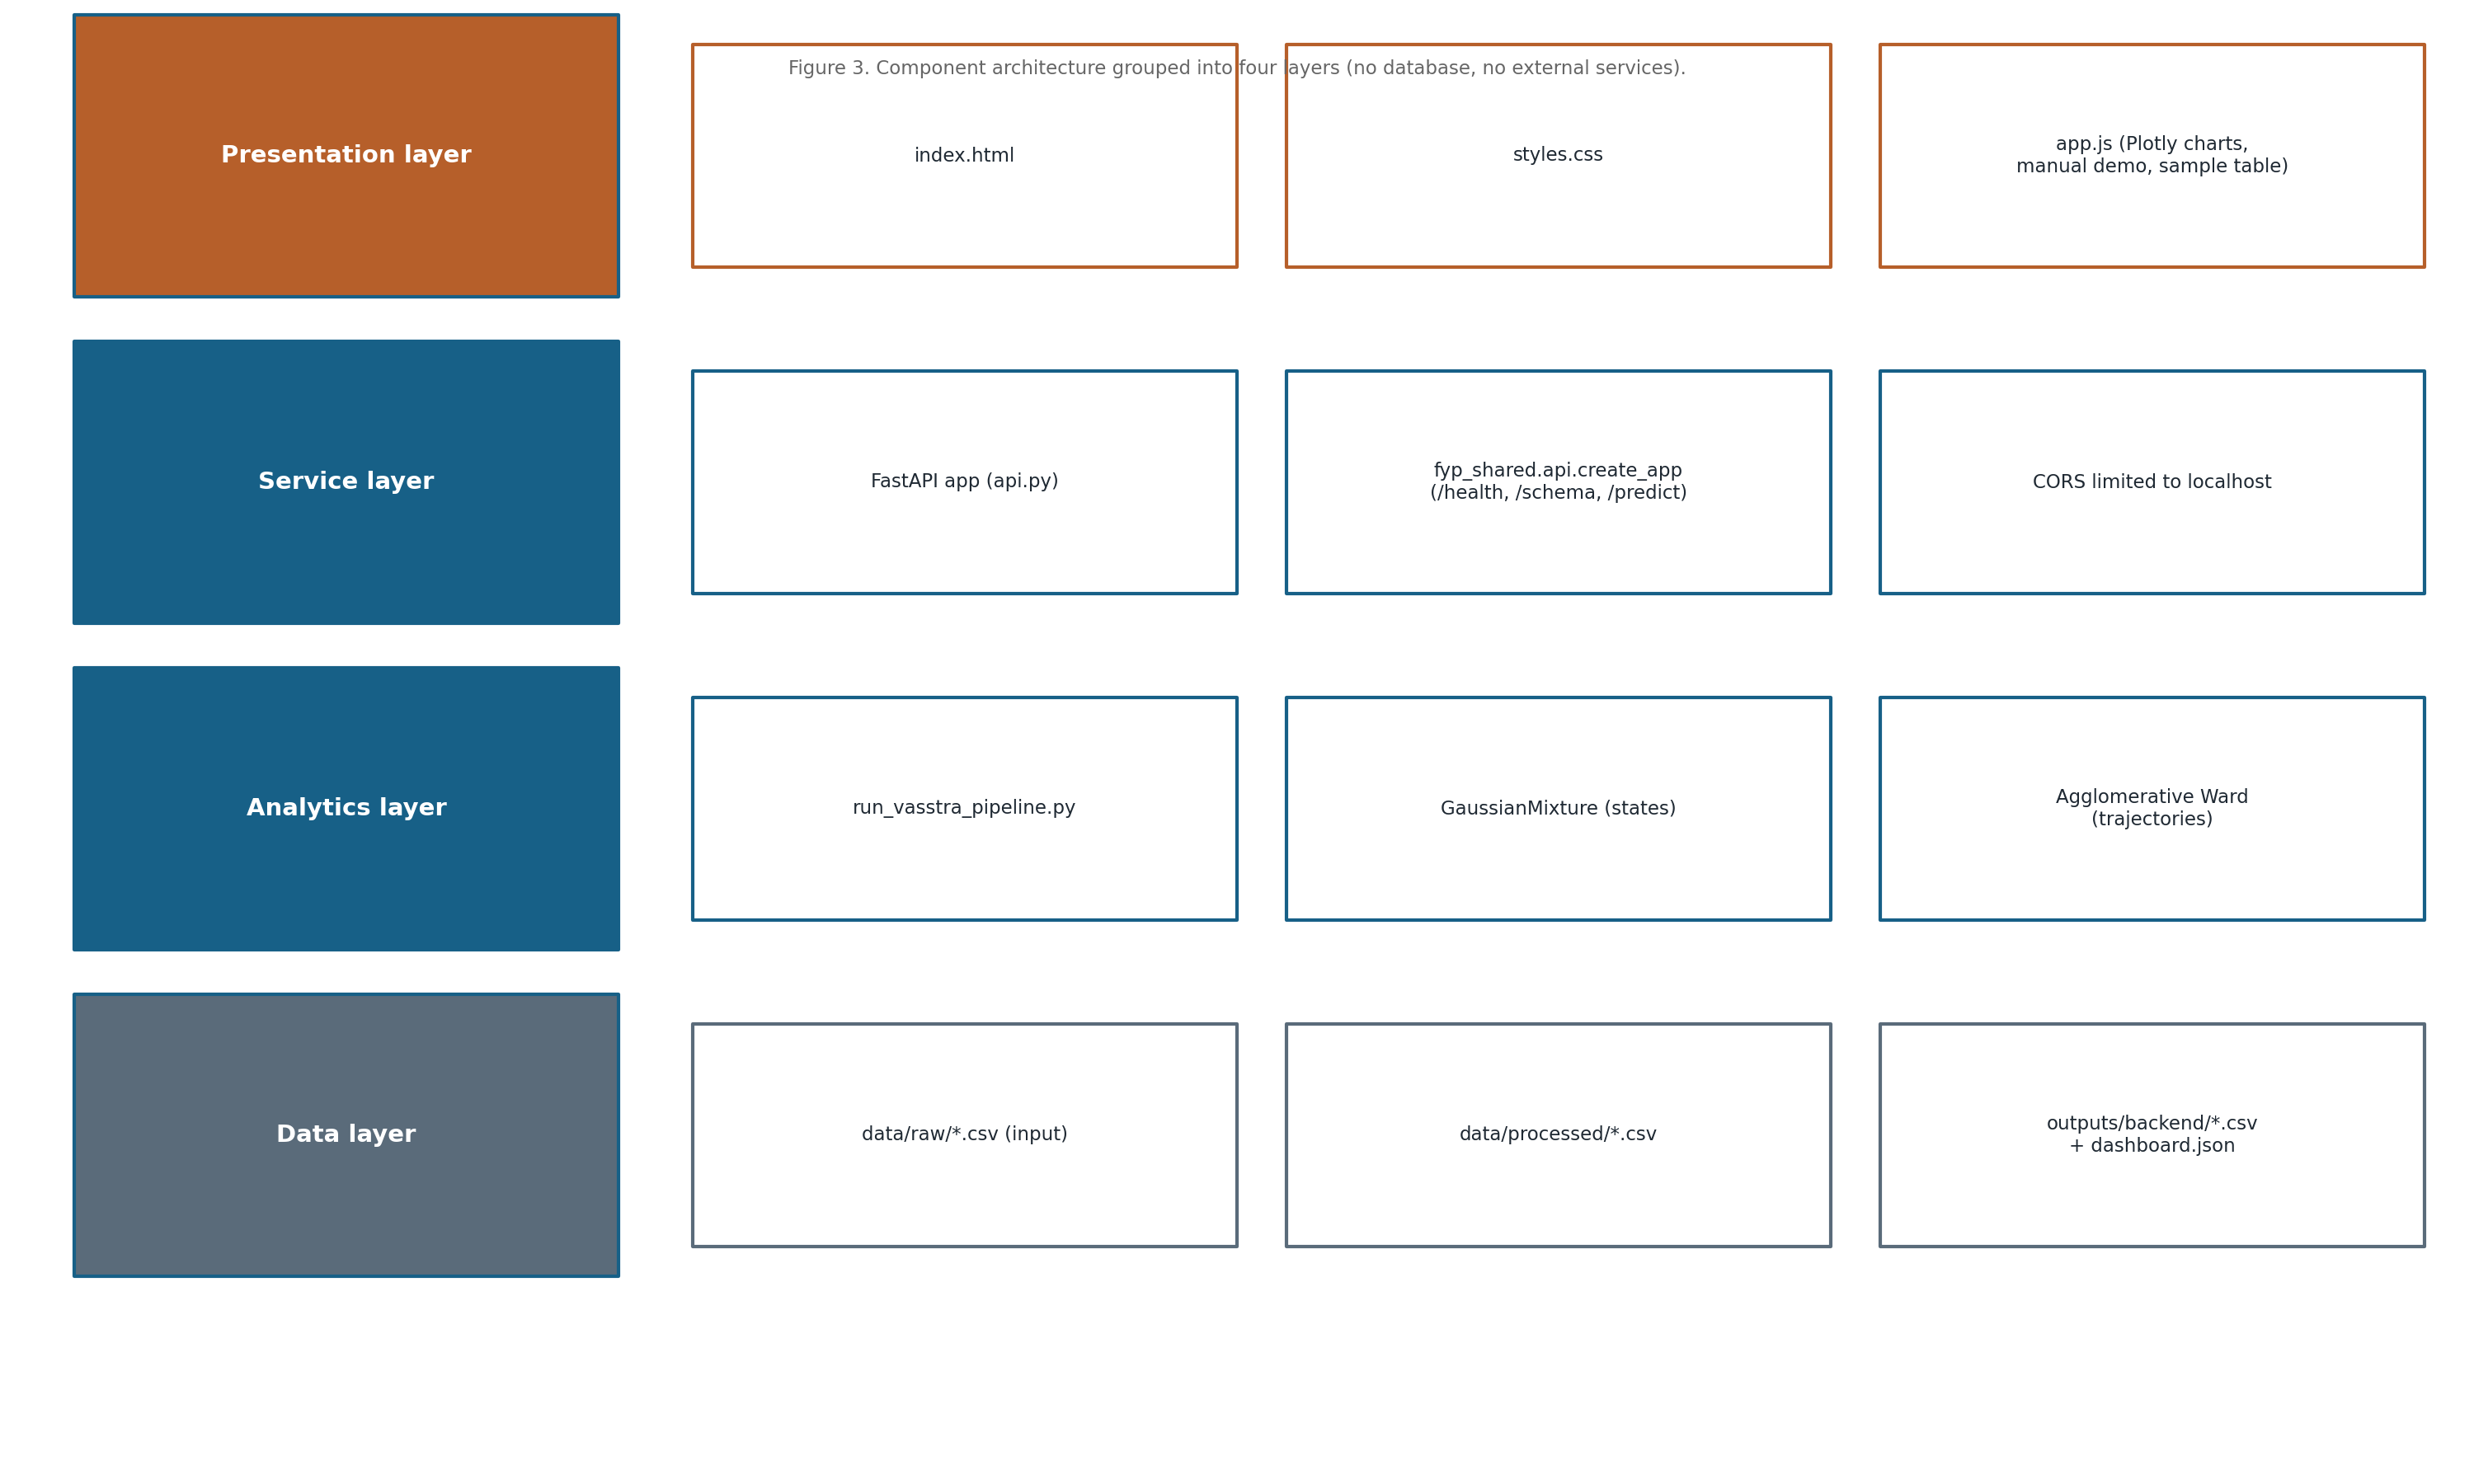 Figure 3. Component architecture grouped into four layers (no database, no external services).
Presentation layer
index.html
styles.css
app.js (Plotly charts,
manual demo, sample table)
Service layer
FastAPI app (api.py)
fyp_shared.api.create_app
(/health, /schema, /predict)
CORS limited to localhost
Analytics layer
run_vasstra_pipeline.py
GaussianMixture (states)
Agglomerative Ward
(trajectories)
Data layer
data/raw/*.csv (input)
data/processed/*.csv
outputs/backend/*.csv
+ dashboard.json